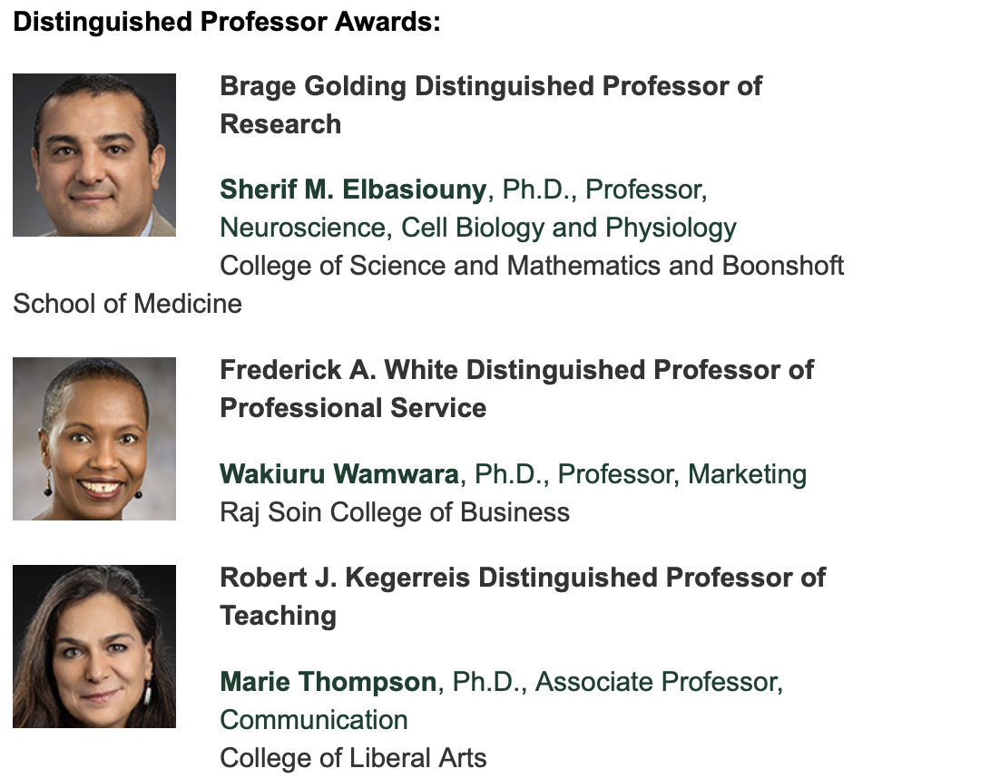 Distinguished Professor Awards:
Brage Golding Distinguished Professor of
Research
Sherif M. Elbasiouny, Ph.D., Professor,
Neuroscience, Cell Biology and Physiology
College of Science and Mathematics and Boonshoft
School of Medicine
Frederick A. White Distinguished Professor of
Professional Service
Wakiuru Wamwara, Ph.D., Professor, Marketing
Raj Soin College of Business
Robert J. Kegerreis Distinguished Professor of
Teaching
Marie Thompson, Ph.D., Associate Professor,
Communication
College of Liberal Arts